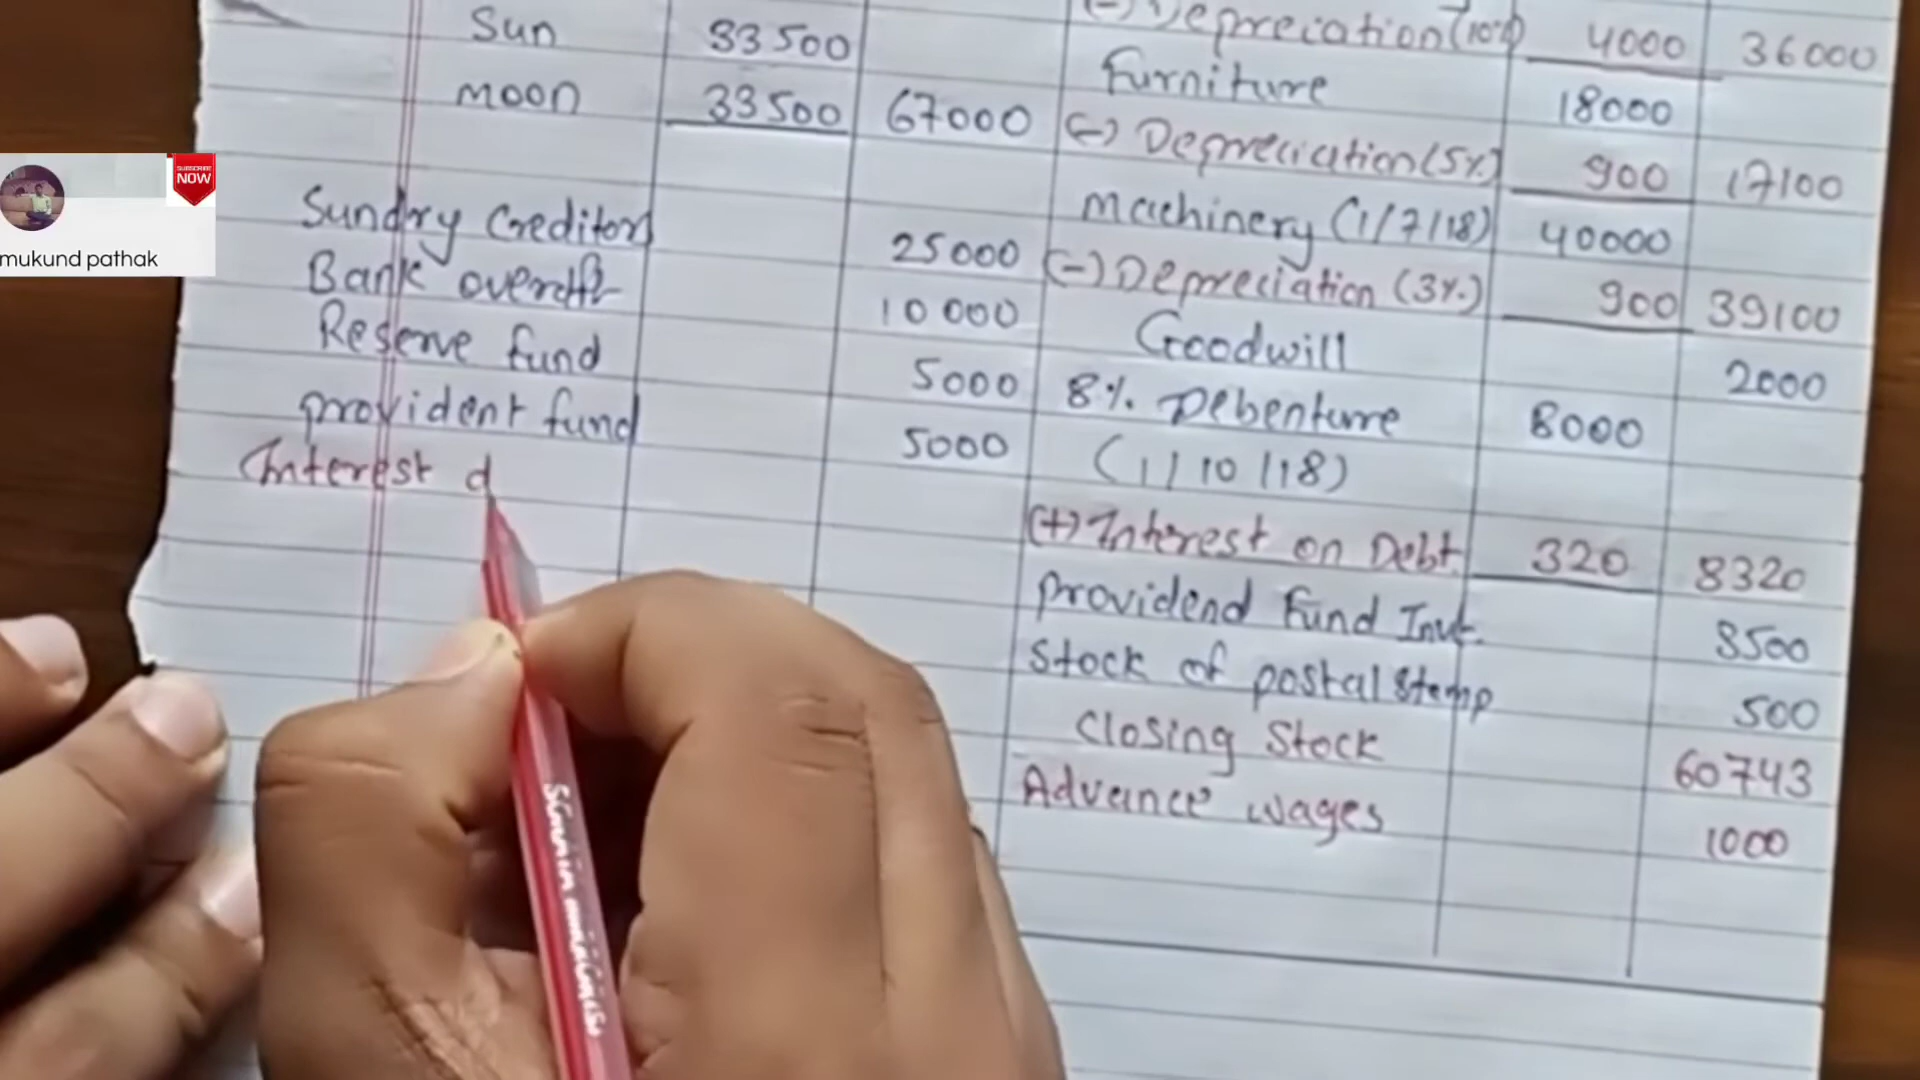 Sun 33500
moon 33500 67000
Sundry Creditors 25000
Bank overdft 10000
Reserve fund 5000
provident fund 5000
Interest d
(-) Depreciation (10%) 4000 36000
Furniture 18000
(-) Depreciation (5%) 900 17100
Machinery (1/7/18) 40000
(-) Depreciation (3%) 900 39100
Goodwill 2000
8% Debenture 8000
(1/10/18)
(+) Interest on Debt. 320 8320
Providend Fund Invt. 8500
Stock of postal stamp 500
Closing Stock 60743
Advance wages 1000
SUBSCRIBE
NOW
mukund pathak